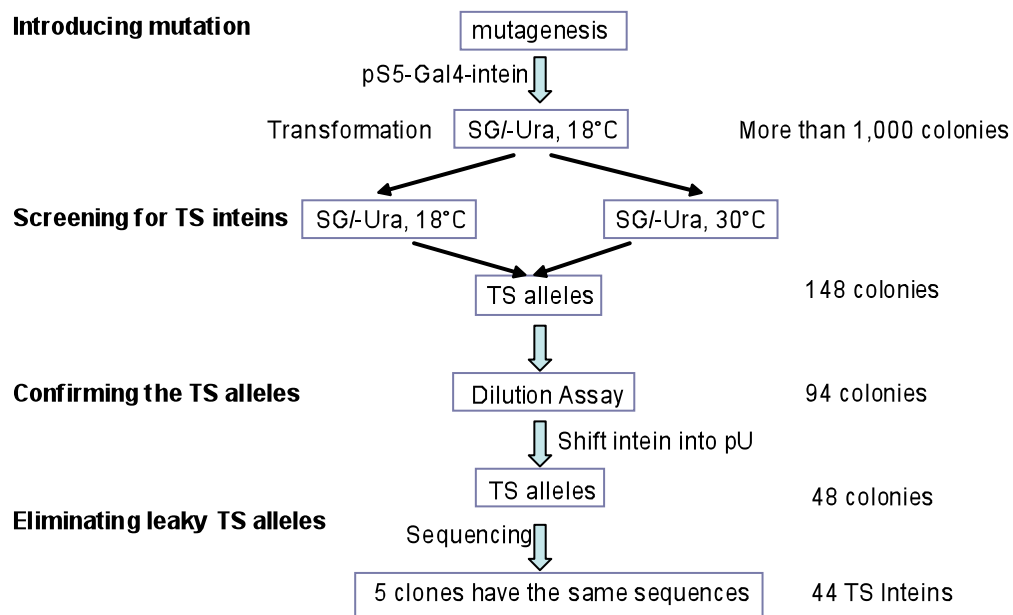 Introducing mutation
mutagenesis
pS5-Gal4-intein
Transformation
SG/-Ura, 18°C
More than 1,000 colonies
Screening for TS inteins
SG/-Ura, 18°C
SG/-Ura, 30°C
TS alleles
148 colonies
Confirming the TS alleles
Dilution Assay
94 colonies
Shift intein into pU
TS alleles
48 colonies
Eliminating leaky TS alleles
Sequencing
5 clones have the same sequences
44 TS Inteins